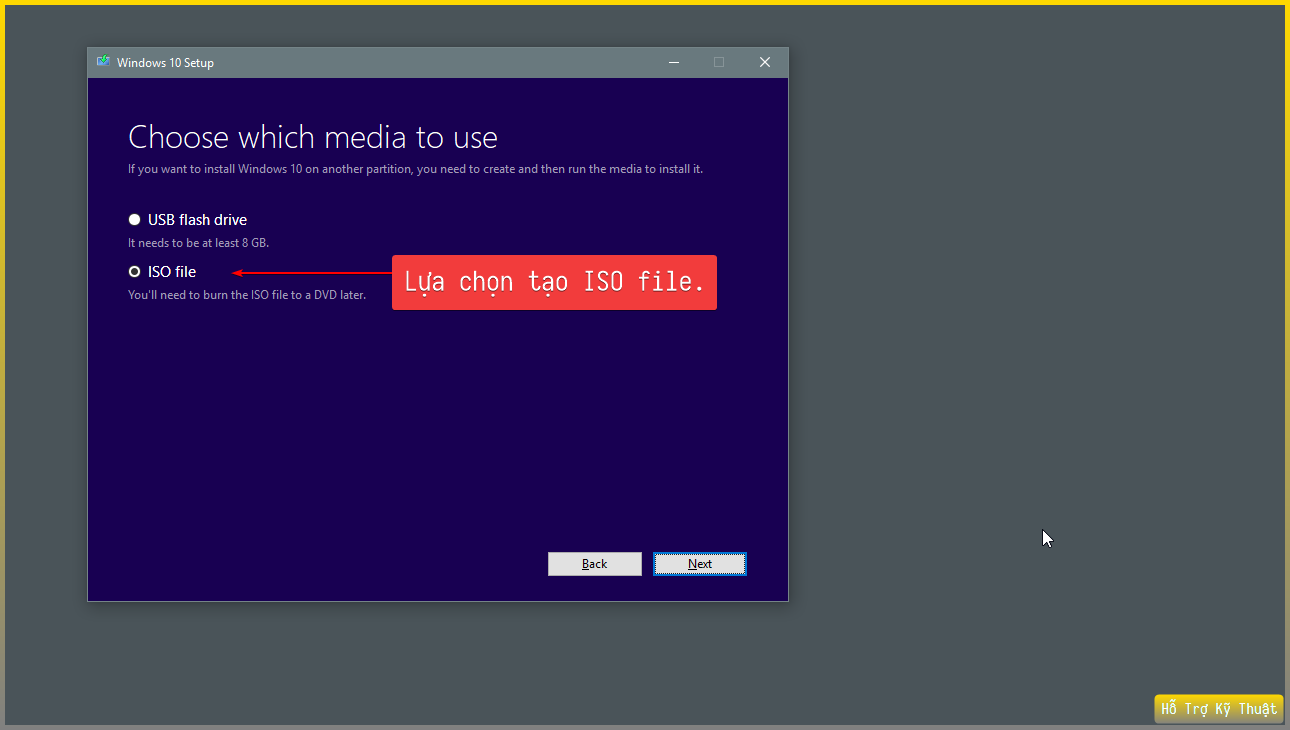 Windows 10 Setup
Choose which media to use
If you want to install Windows 10 on another partition, you need to create and then run the media to install it.
USB flash drive
It needs to be at least 8 GB.
ISO file
Lựa chọn tạo ISO file.
You'll need to burn the ISO file to a DVD later.
Back
Next
Hỗ Trợ Kỹ Thuật